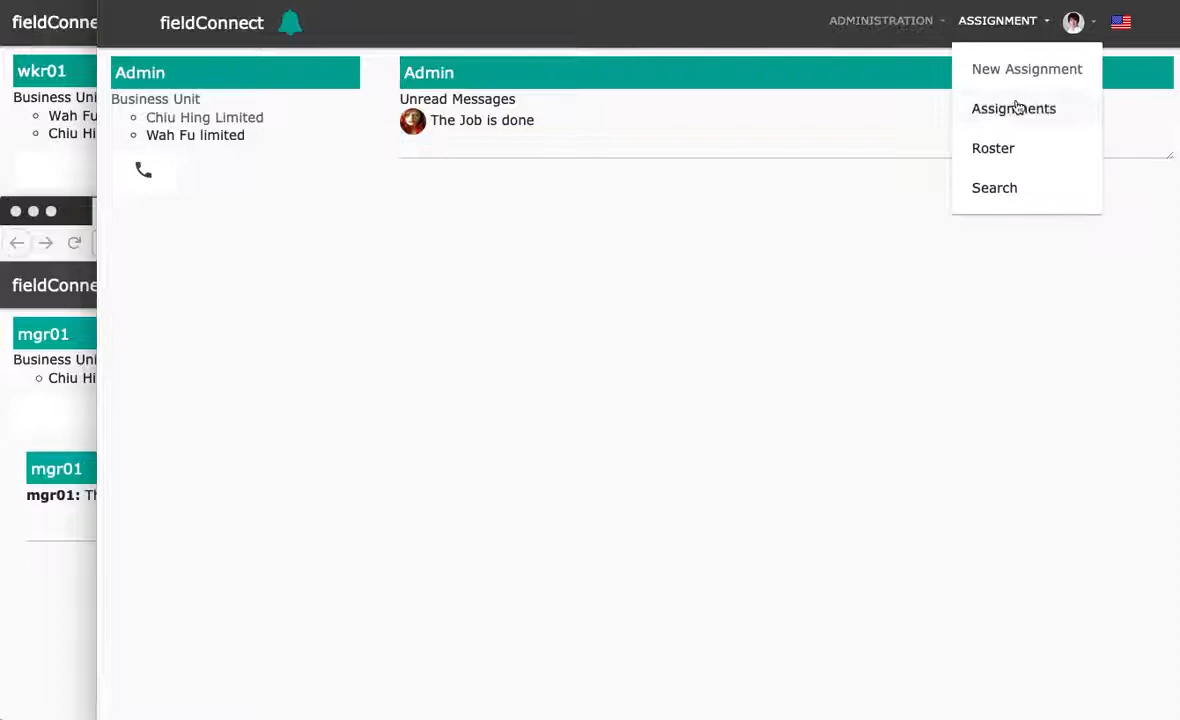 fieldConne
wkr01
Business Uni
Wah Fu
Chiu Hi
fieldConne
mgr01
Business Uni
Chiu Hi
mgr01
mgr01: Th
fieldConnect
ADMINISTRATION
ASSIGNMENT
New Assignment
Assignments
Roster
Search
Admin
Business Unit
Chiu Hing Limited
Wah Fu limited
Admin
Unread Messages
The Job is done